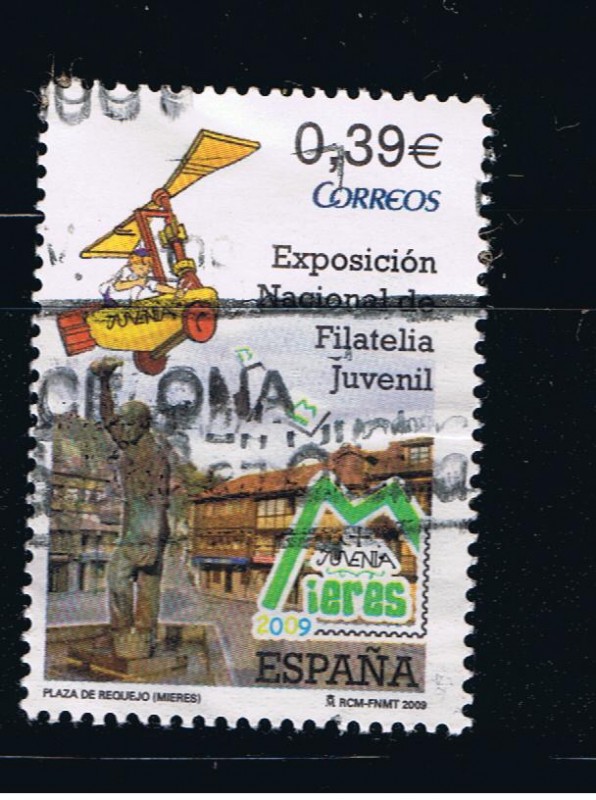 0,39€
CORREOS
Exposición
Nacional de
Filatelia
Juvenil
JUVENIA
JUVENIA
Mieres
2009
ESPAÑA
PLAZA DE REQUEJO (MIERES)
RCM-FNMT 2009